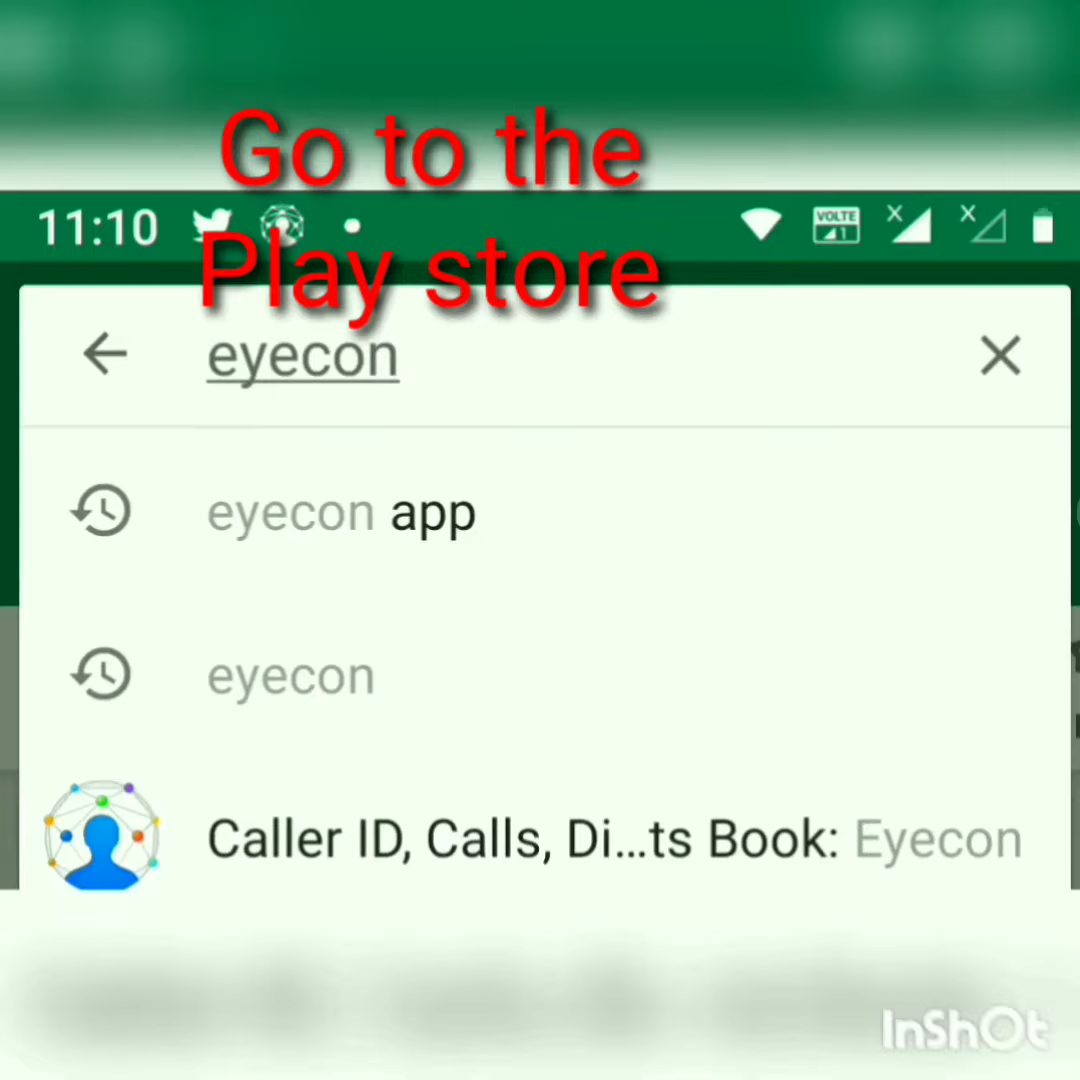 Go to the
11:10
VOLTE
1
Play store
eyecon
eyecon app
eyecon
Caller ID, Calls, Di...ts Book: Eyecon
InShOt